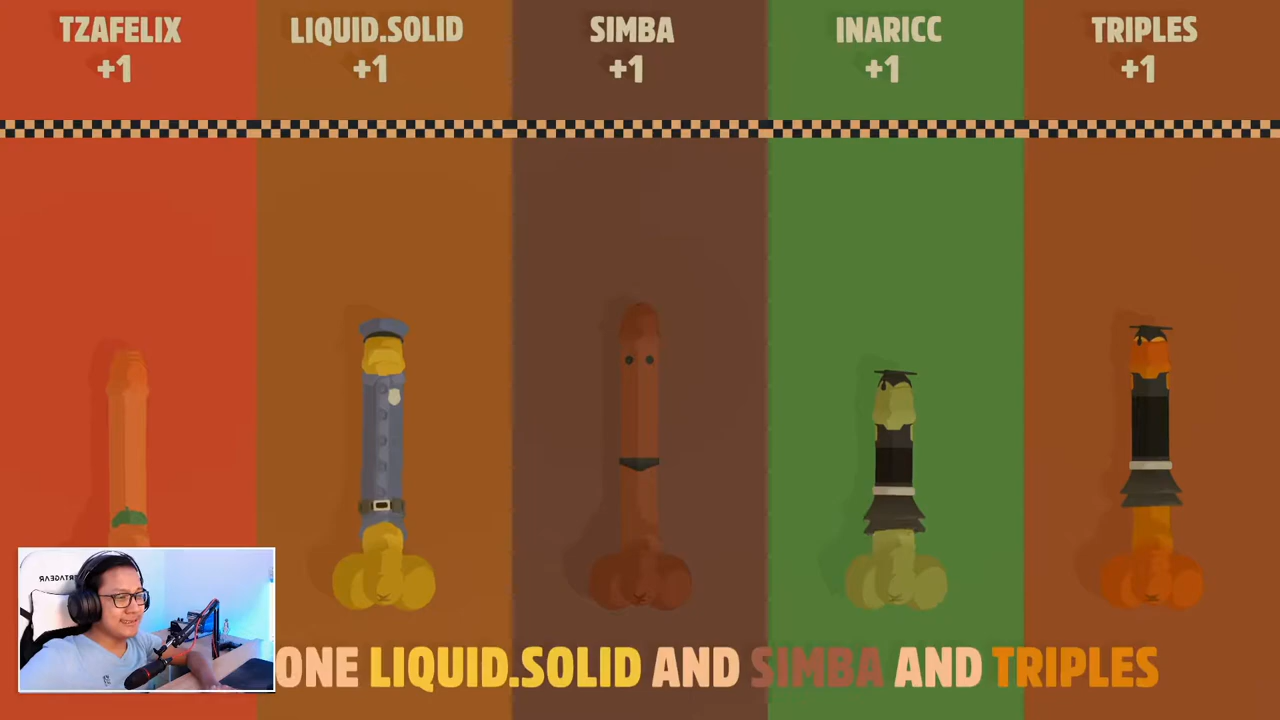 TZAFELIX LIQUID.SOLID SIMBA INARICC TRIPLES
+1 +1 +1 +1 +1
ONE LIQUID.SOLID AND SIMBA AND TRIPLES